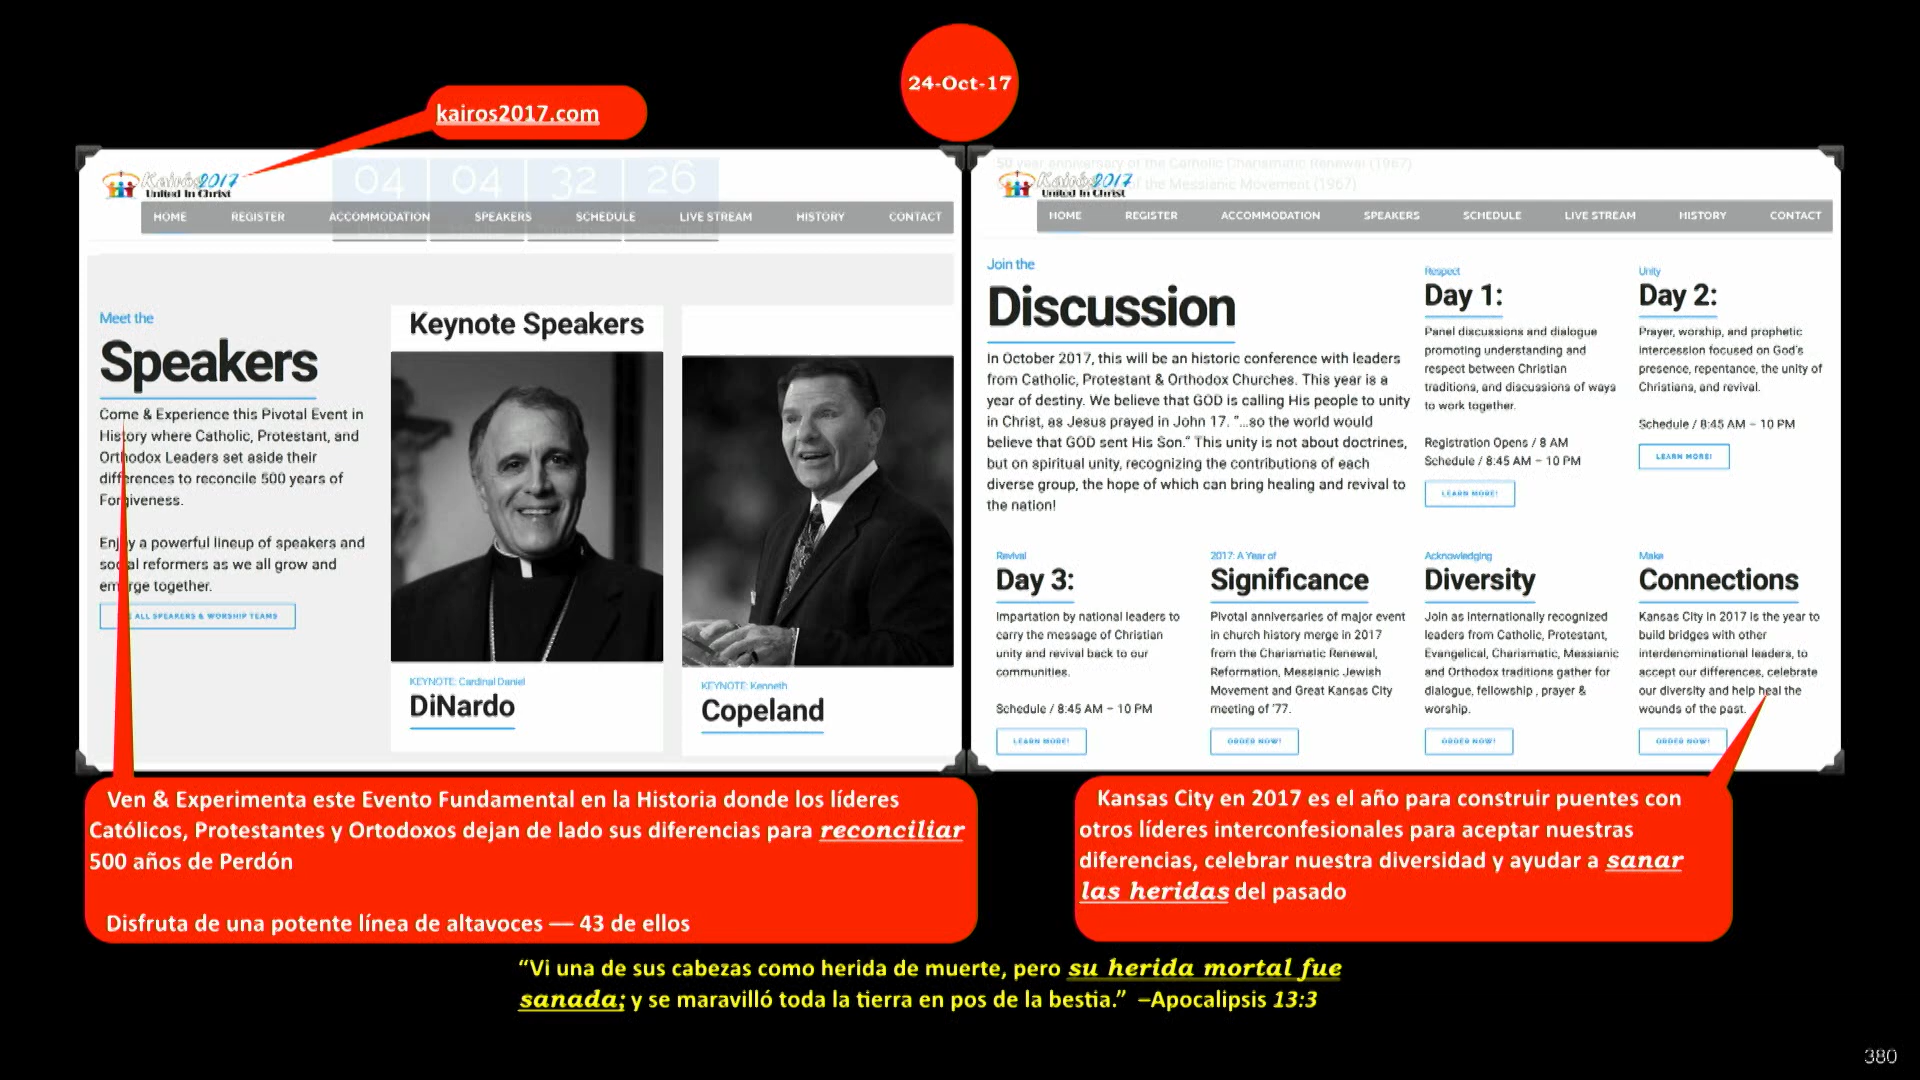 24-Oct-17
kairos2017.com
Kairos 2017
United In Christ
04 04 32 26
HOME REGISTER ACCOMMODATION SPEAKERS SCHEDULE LIVE STREAM HISTORY CONTACT
Meet the
Speakers
Come & Experience this Pivotal Event in
History where Catholic, Protestant, and
Orthodox Leaders set aside their
differences to reconcile 500 years of
Forgiveness.
Enjoy a powerful lineup of speakers and
social reformers as we all grow and
emerge together.
ALL SPEAKERS & WORSHIP TEAMS
Keynote Speakers
KEYNOTE: Cardinal Daniel
DiNardo
KEYNOTE: Kenneth
Copeland
50 year anniversary of the Catholic Charismatic Renewal (1967)
of the Messianic Movement (1967)
Kairos 2017
United In Christ
HOME REGISTER ACCOMMODATION SPEAKERS SCHEDULE LIVE STREAM HISTORY CONTACT
Join the
Discussion
In October 2017, this will be an historic conference with leaders
from Catholic, Protestant & Orthodox Churches. This year is a
year of destiny. We believe that GOD is calling His people to unity
in Christ, as Jesus prayed in John 17. "...so the world would
believe that GOD sent His Son." This unity is not about doctrines,
but on spiritual unity, recognizing the contributions of each
diverse group, the hope of which can bring healing and revival to
the nation!
Respect
Day 1:
Panel discussions and dialogue
promoting understanding and
respect between Christian
traditions, and discussions of ways
to work together.
Registration Opens / 8 AM
Schedule / 8:45 AM – 10 PM
LEARN MORE!
Unity
Day 2:
Prayer, worship, and prophetic
intercession focused on God's
presence, repentance, the unity of
Christians, and revival.
Schedule / 8:45 AM – 10 PM
LEARN MORE!
Revival
Day 3:
Impartation by national leaders to
carry the message of Christian
unity and revival back to our
communities.
Schedule / 8:45 AM – 10 PM
LEARN MORE!
2017: A Year of
Significance
Pivotal anniversaries of major event
in church history merge in 2017
from the Charismatic Renewal,
Reformation, Messianic Jewish
Movement and Great Kansas City
meeting of '77.
ORDER NOW!
Acknowledging
Diversity
Join as internationally recognized
leaders from Catholic, Protestant,
Evangelical, Charismatic, Messianic
and Orthodox traditions gather for
dialogue, fellowship , prayer &
worship.
ORDER NOW!
Make
Connections
Kansas City in 2017 is the year to
build bridges with other
interdenominational leaders, to
accept our differences, celebrate
our diversity and help heal the
wounds of the past.
ORDER NOW!
Ven & Experimenta este Evento Fundamental en la Historia donde los líderes
Católicos, Protestantes y Ortodoxos dejan de lado sus diferencias para reconciliar
500 años de Perdón
Disfruta de una potente línea de altavoces — 43 de ellos
Kansas City en 2017 es el año para construir puentes con
otros líderes interconfesionales para aceptar nuestras
diferencias, celebrar nuestra diversidad y ayudar a sanar
las heridas del pasado
“Vi una de sus cabezas como herida de muerte, pero su herida mortal fue
sanada; y se maravilló toda la tierra en pos de la bestia.” –Apocalipsis 13:3
380